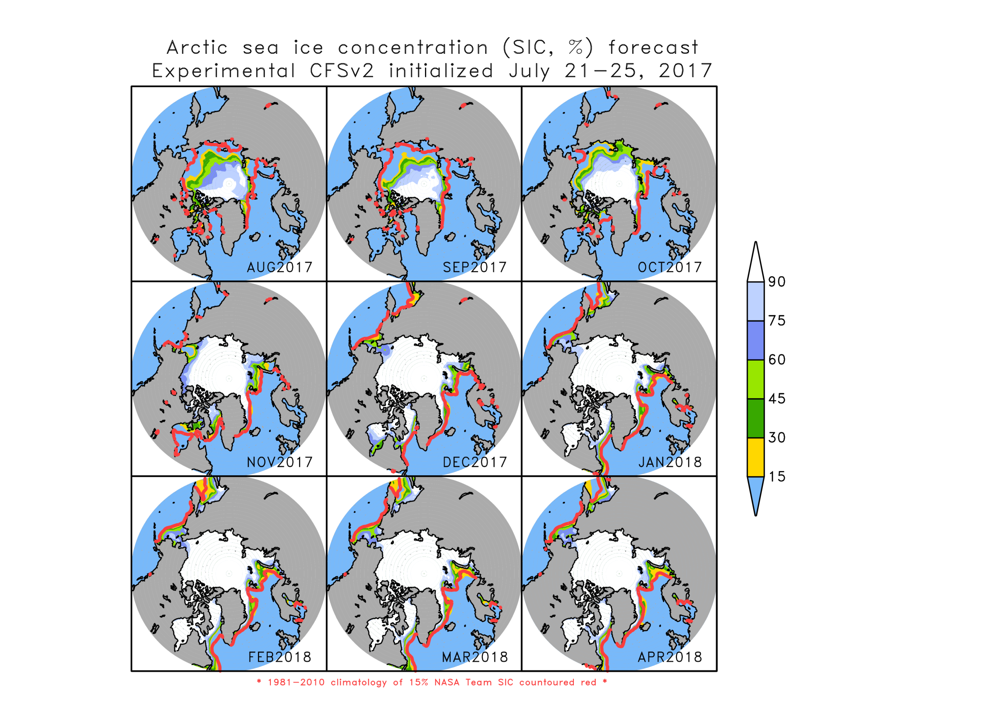 Arctic sea ice concentration (SIC, %) forecast
Experimental CFSv2 initialized July 21-25, 2017
AUG2017
SEP2017
OCT2017
NOV2017
DEC2017
JAN2018
FEB2018
MAR2018
APR2018
90
75
60
45
30
15
* 1981-2010 climatology of 15% NASA Team SIC countoured red *